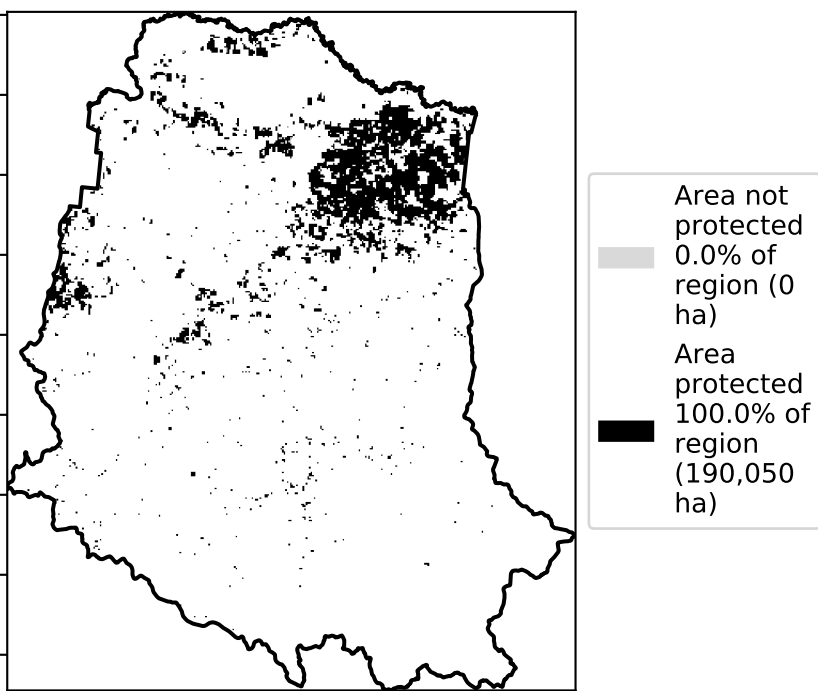 Area not
protected
0.0% of
region (0
ha)
Area
protected
100.0% of
region
(190,050
ha)